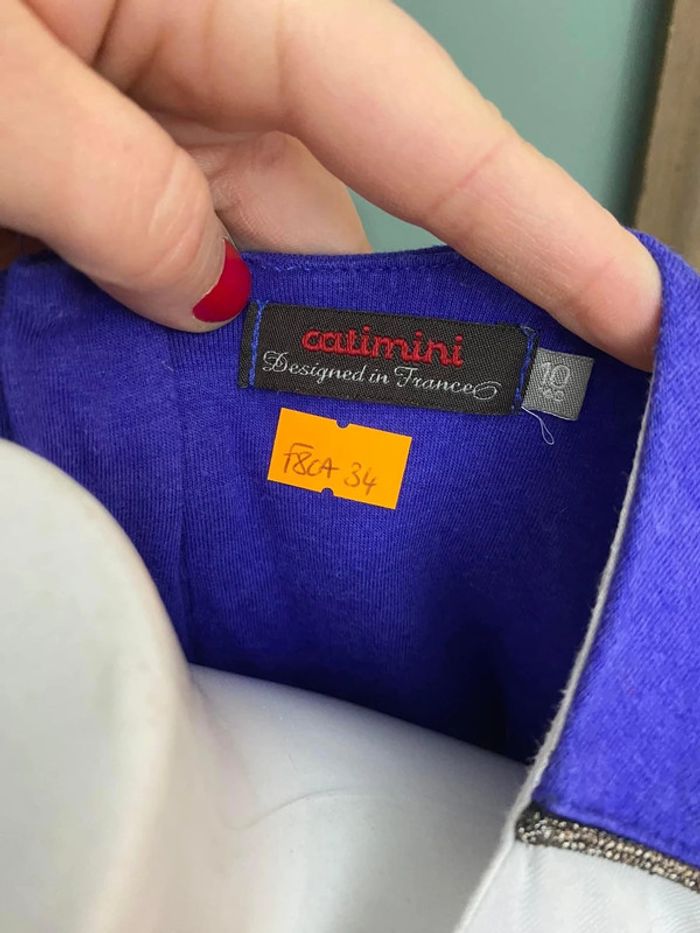 catimini
Designed in France
10
F8CA 34